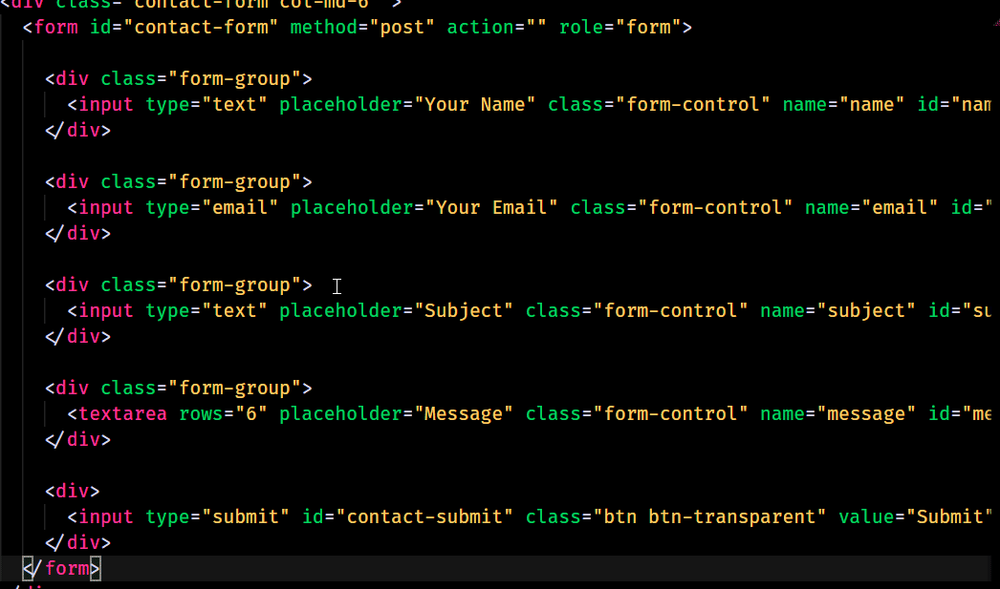 <div class="contact-form col-md-6" >
<form id="contact-form" method="post" action="" role="form">
<div class="form-group">
<input type="text" placeholder="Your Name" class="form-control" name="name" id="nam
</div>
<div class="form-group">
<input type="email" placeholder="Your Email" class="form-control" name="email" id="
</div>
<div class="form-group">
<input type="text" placeholder="Subject" class="form-control" name="subject" id="su
</div>
<div class="form-group">
<textarea rows="6" placeholder="Message" class="form-control" name="message" id="me
</div>
<div>
<input type="submit" id="contact-submit" class="btn btn-transparent" value="Submit"
</div>
</form>